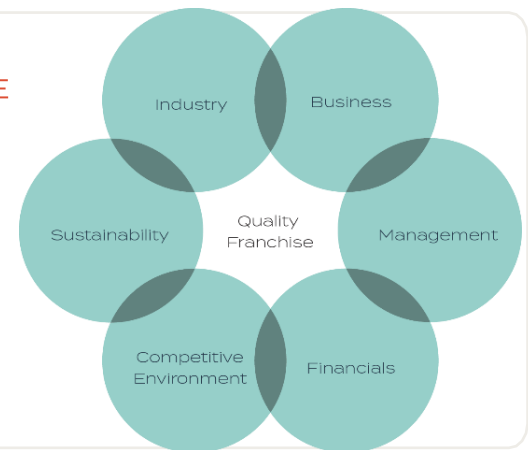 E
Industry
Business
Sustainability
Quality
Franchise
Management
Competitive
Environment
Financials